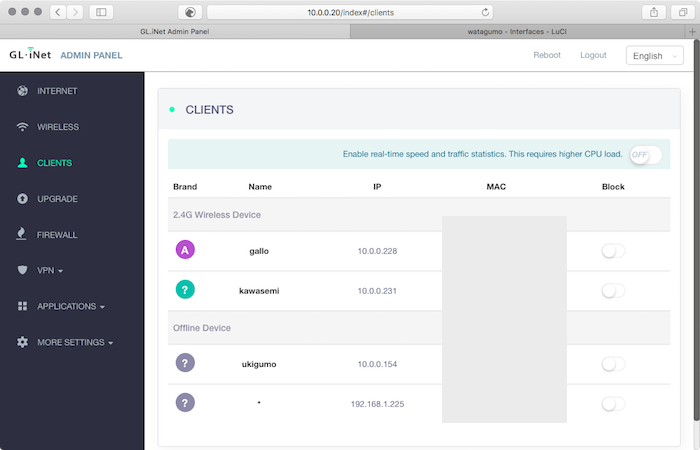 10.0.0.20/index#/clients
GL.iNet Admin Panel
watagumo - Interfaces - LuCI
GL·iNet ADMIN PANEL
Reboot
Logout
English
INTERNET
WIRELESS
CLIENTS
UPGRADE
FIREWALL
VPN
APPLICATIONS
MORE SETTINGS
CLIENTS
Enable real-time speed and traffic statistics. This requires higher CPU load. OFF
Brand Name IP MAC Block
2.4G Wireless Device
A gallo 10.0.0.228
? kawasemi 10.0.0.231
Offline Device
? ukigumo 10.0.0.154
? * 192.168.1.225